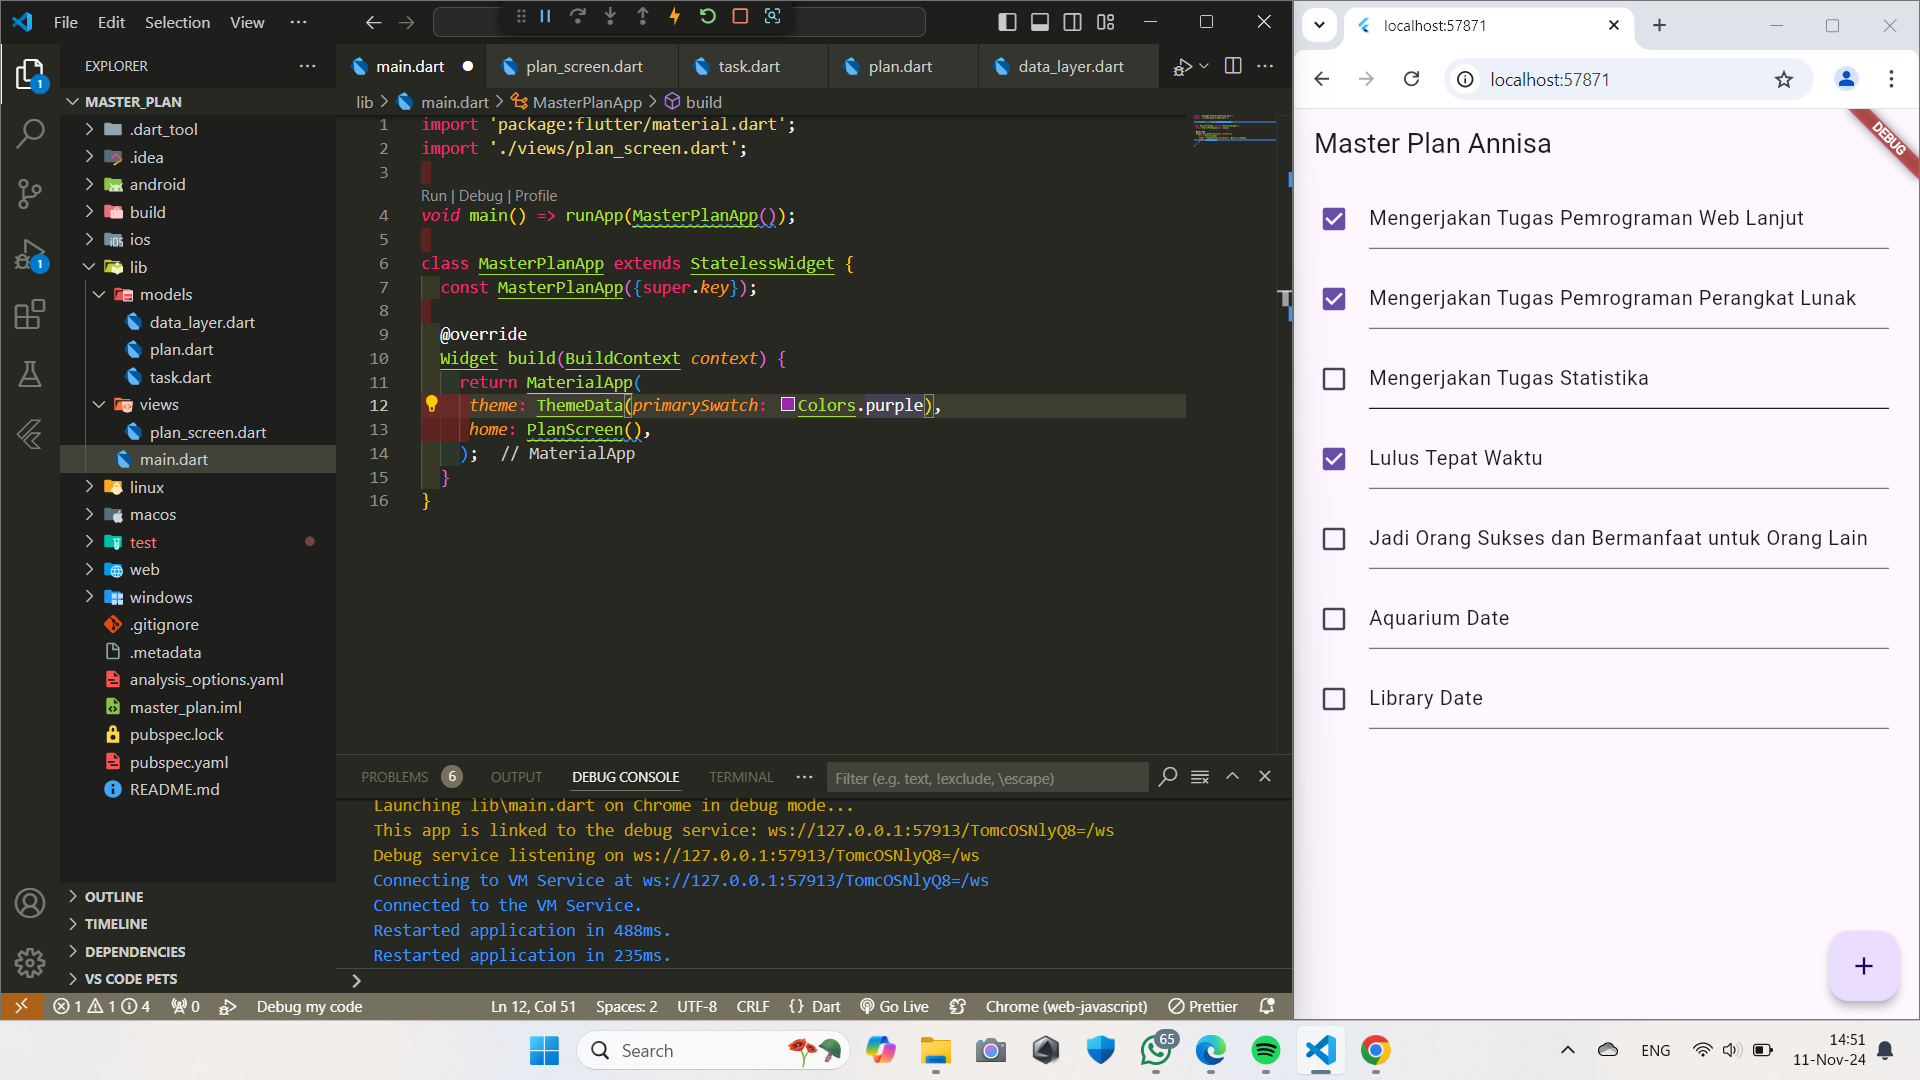 File Edit Selection View ···
EXPLORER
MASTER_PLAN
.dart_tool
.idea
android
build
ios
lib
models
data_layer.dart
plan.dart
task.dart
views
plan_screen.dart
main.dart
linux
macos
test
web
windows
.gitignore
.metadata
analysis_options.yaml
master_plan.iml
pubspec.lock
pubspec.yaml
README.md
OUTLINE
TIMELINE
DEPENDENCIES
VS CODE PETS
1
1
main.dart plan_screen.dart task.dart plan.dart data_layer.dart
lib > main.dart > MasterPlanApp > build
1 import 'package:flutter/material.dart';
2 import './views/plan_screen.dart';
3
Run | Debug | Profile
4 void main() => runApp(MasterPlanApp());
5
6 class MasterPlanApp extends StatelessWidget {
7 const MasterPlanApp({super.key});
8
9 @override
10 Widget build(BuildContext context) {
11 return MaterialApp(
12 theme: ThemeData(primarySwatch: Colors.purple),
13 home: PlanScreen(),
14 ); // MaterialApp
15 }
16 }
PROBLEMS 6 OUTPUT DEBUG CONSOLE TERMINAL ··· Filter (e.g. text, !exclude, \escape)
Launching lib\main.dart on Chrome in debug mode...
This app is linked to the debug service: ws://127.0.0.1:57913/TomcOSNlyQ8=/ws
Debug service listening on ws://127.0.0.1:57913/TomcOSNlyQ8=/ws
Connecting to VM Service at ws://127.0.0.1:57913/TomcOSNlyQ8=/ws
Connected to the VM Service.
Restarted application in 488ms.
Restarted application in 235ms.
1 1 4 0 Debug my code Ln 12, Col 51 Spaces: 2 UTF-8 CRLF {} Dart Go Live Chrome (web-javascript) Prettier
localhost:57871
localhost:57871
DEBUG
Master Plan Annisa
Mengerjakan Tugas Pemrograman Web Lanjut
Mengerjakan Tugas Pemrograman Perangkat Lunak
Mengerjakan Tugas Statistika
Lulus Tepat Waktu
Jadi Orang Sukses dan Bermanfaat untuk Orang Lain
Aquarium Date
Library Date
+
Search
65
ENG
14:51
11-Nov-24